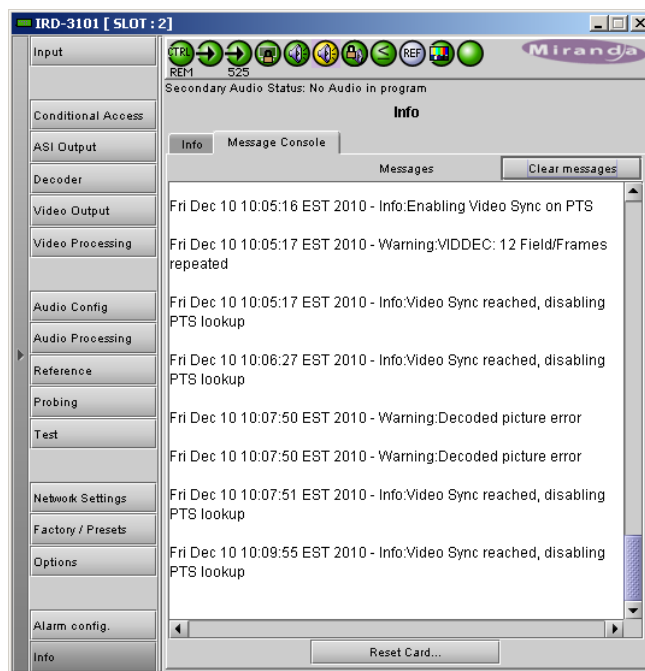 IRD-3101 [ SLOT : 2]
Input
Conditional Access
ASI Output
Decoder
Video Output
Video Processing
Audio Config
Audio Processing
Reference
Probing
Test
Network Settings
Factory / Presets
Options
Alarm config.
Info
CTRL
REF
Miranda
REM
525
Secondary Audio Status: No Audio in program
Info
Info
Message Console
Messages
Clear messages
Fri Dec 10 10:05:16 EST 2010 - Info:Enabling Video Sync on PTS
Fri Dec 10 10:05:17 EST 2010 - Warning:VIDDEC: 12 Field/Frames
repeated
Fri Dec 10 10:05:17 EST 2010 - Info:Video Sync reached, disabling
PTS lookup
Fri Dec 10 10:06:27 EST 2010 - Info:Video Sync reached, disabling
PTS lookup
Fri Dec 10 10:07:50 EST 2010 - Warning:Decoded picture error
Fri Dec 10 10:07:50 EST 2010 - Warning:Decoded picture error
Fri Dec 10 10:07:51 EST 2010 - Info:Video Sync reached, disabling
PTS lookup
Fri Dec 10 10:09:55 EST 2010 - Info:Video Sync reached, disabling
PTS lookup
Reset Card...